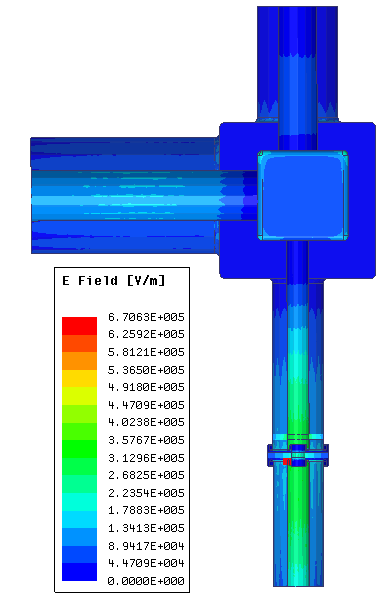 E Field [V/m]
6.7063E+005
6.2592E+005
5.8121E+005
5.3650E+005
4.9180E+005
4.4709E+005
4.0238E+005
3.5767E+005
3.1296E+005
2.6825E+005
2.2354E+005
1.7883E+005
1.3413E+005
8.9417E+004
4.4709E+004
0.0000E+000